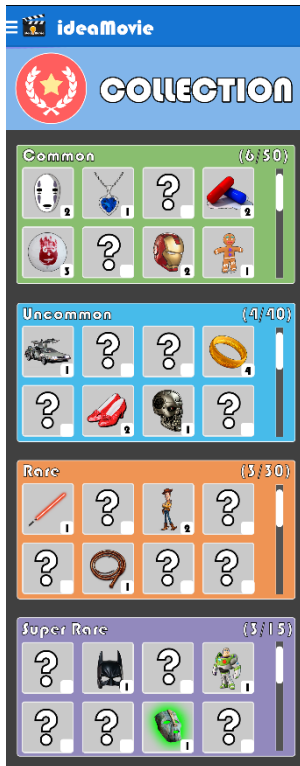 ideaMovie
COLLECTION
Common (6/50)
? 2 1 2
3 ? 2 1
Uncommon (4/40)
1 ? ? 4
? 2 1 ?
Rare (3/30)
1 ? 2 ?
? 1 ? ?
Super Rare (3/15)
? 1 ? 1
? ? 1 ?